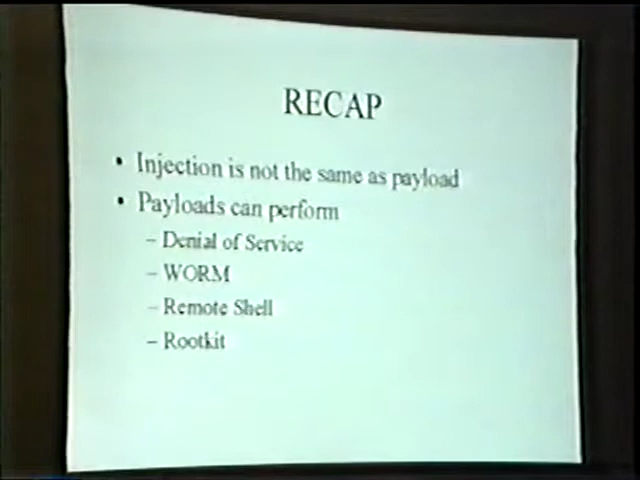 RECAP
• Injection is not the same as payload
• Payloads can perform
– Denial of Service
– WORM
– Remote Shell
– Rootkit